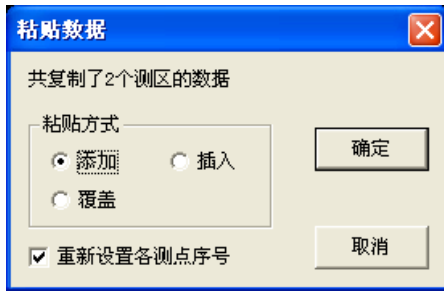 粘贴数据
共复制了2个测区的数据
粘贴方式
添加 插入
覆盖
确定
重新设置各测点序号
取消